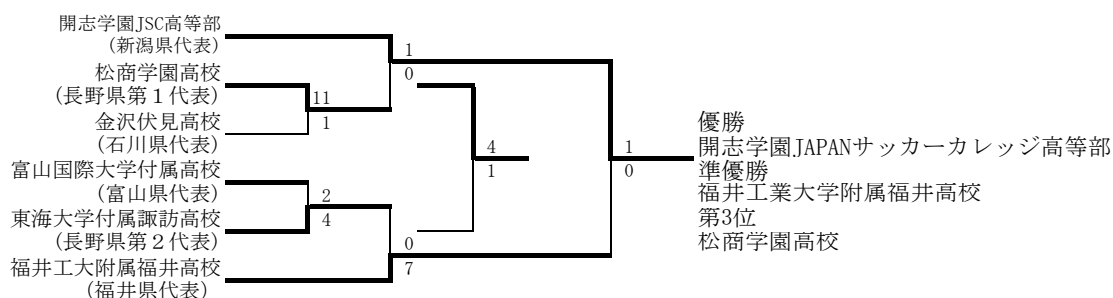 開志学園JSC高等部
(新潟県代表)
松商学園高校
(長野県第１代表)
金沢伏見高校
(石川県代表)
富山国際大学付属高校
(富山県代表)
東海大学付属諏訪高校
(長野県第２代表)
福井工大附属福井高校
(福井県代表)
11
1
2
4
1
0
0
7
4
1
1
0
優勝
開志学園JAPANサッカーカレッジ高等部
準優勝
福井工業大学附属福井高校
第3位
松商学園高校